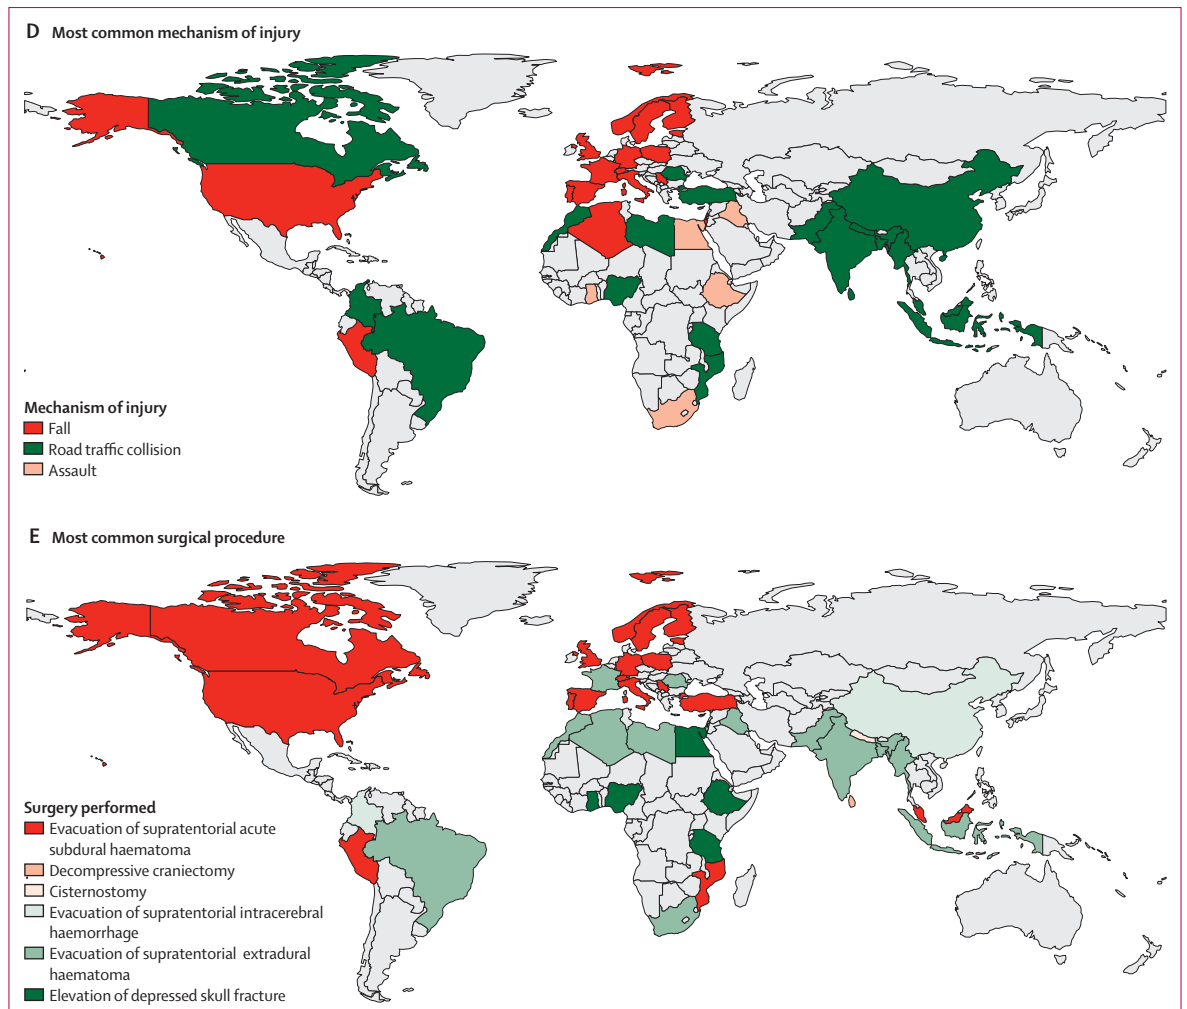 D Most common mechanism of injury
Mechanism of injury
Fall
Road traffic collision
Assault
E Most common surgical procedure
Surgery performed
Evacuation of supratentorial acute
subdural haematoma
Decompressive craniectomy
Cisternostomy
Evacuation of supratentorial intracerebral
haemorrhage
Evacuation of supratentorial extradural
haematoma
Elevation of depressed skull fracture